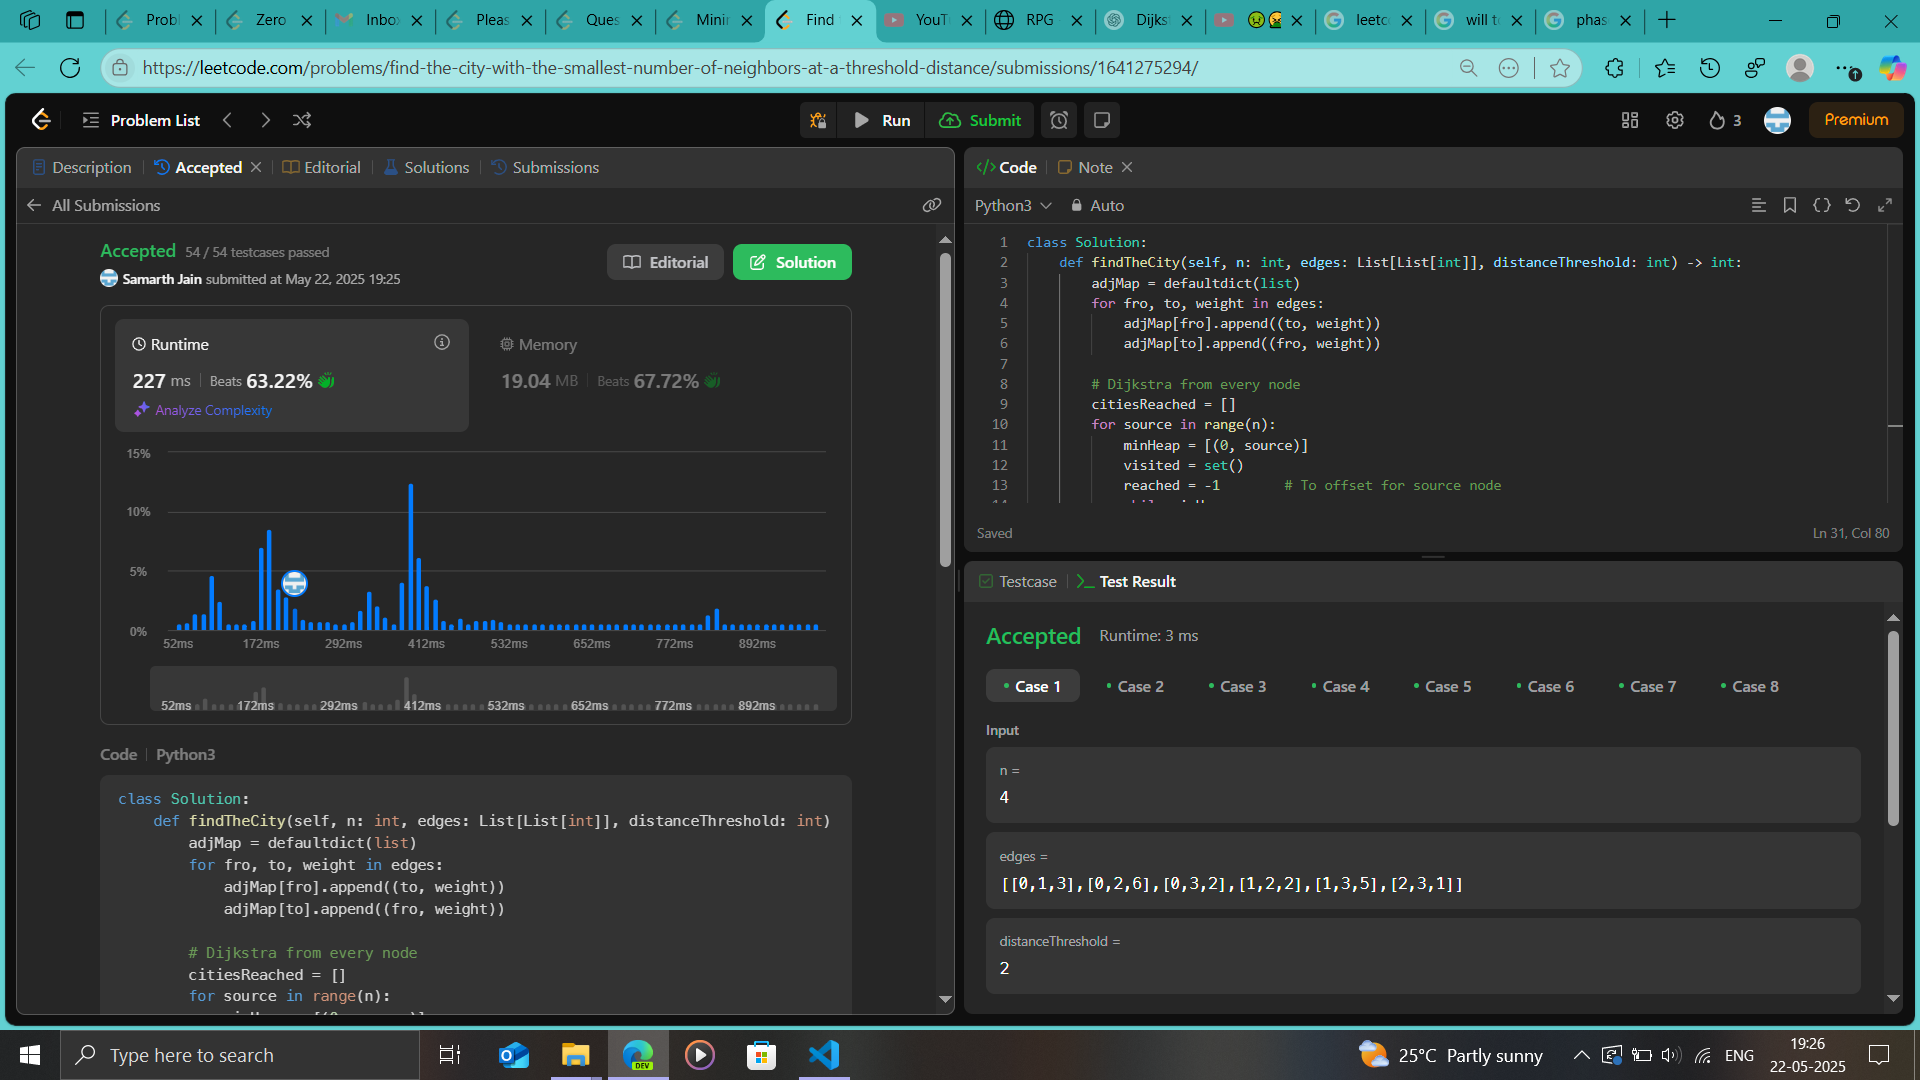 Probl
Zero
Inbox
Pleas
Ques
Minin
Find
YouTu
RPG
Dijks
leetco
will to
phase
https://leetcode.com/problems/find-the-city-with-the-smallest-number-of-neighbors-at-a-threshold-distance/submissions/1641275294/
Problem List
Run
Submit
3
Premium
Description
Accepted
Editorial
Solutions
Submissions
All Submissions
Accepted 54 / 54 testcases passed
Samarth Jain submitted at May 22, 2025 19:25
Editorial
Solution
Runtime
227 ms Beats 63.22%
Analyze Complexity
Memory
19.04 MB Beats 67.72%
15%
10%
5%
0%
52ms 172ms 292ms 412ms 532ms 652ms 772ms 892ms
52ms 172ms 292ms 412ms 532ms 652ms 772ms 892ms
Code Python3
class Solution:
def findTheCity(self, n: int, edges: List[List[int]], distanceThreshold: int)
adjMap = defaultdict(list)
for fro, to, weight in edges:
adjMap[fro].append((to, weight))
adjMap[to].append((fro, weight))
# Dijkstra from every node
citiesReached = []
for source in range(n):
Code
Note
Python3
Auto
1 class Solution:
2 def findTheCity(self, n: int, edges: List[List[int]], distanceThreshold: int) -> int:
3 adjMap = defaultdict(list)
4 for fro, to, weight in edges:
5 adjMap[fro].append((to, weight))
6 adjMap[to].append((fro, weight))
7
8 # Dijkstra from every node
9 citiesReached = []
10 for source in range(n):
11 minHeap = [(0, source)]
12 visited = set()
13 reached = -1 # To offset for source node
Saved
Ln 31, Col 80
Testcase
Test Result
Accepted Runtime: 3 ms
Case 1 Case 2 Case 3 Case 4 Case 5 Case 6 Case 7 Case 8
Input
n =
4
edges =
[[0,1,3],[0,2,6],[0,3,2],[1,2,2],[1,3,5],[2,3,1]]
distanceThreshold =
2
Type here to search
DEV
25°C Partly sunny
ENG
19:26
22-05-2025